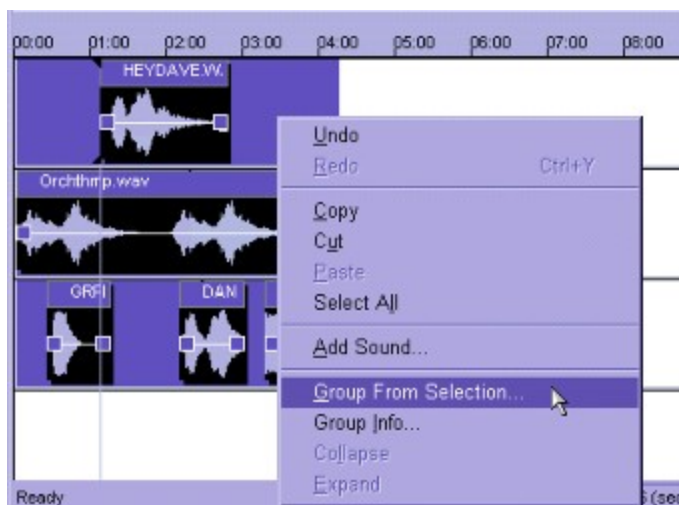 00:00 01:00 02:00 03:00 04:00 05:00 06:00 07:00 08:00
HEYDAVE.W.
Undo
Redo Ctrl+Y
Orchthmp.wav
Copy
Cut
Paste
GRFI DAN
Select All
Add Sound...
Group From Selection...
Group Info...
Collapse
Expand
Ready (sec